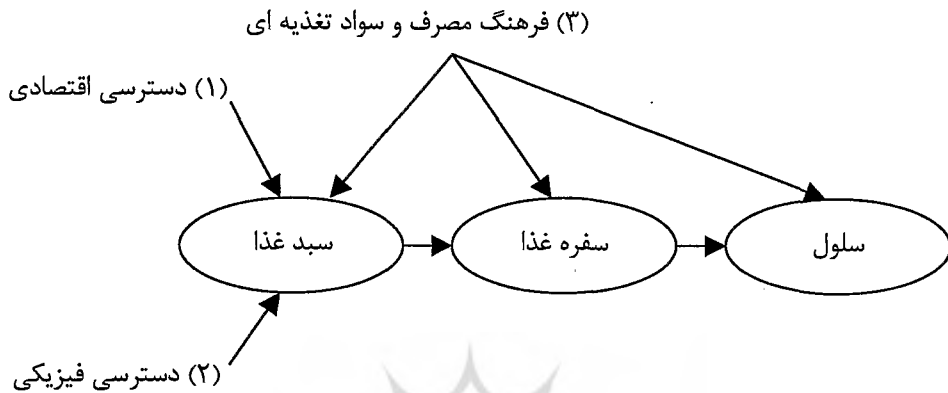 (۳) فرهنگ مصرف و سواد تغذیه ای
(۱) دسترسی اقتصادی
سبد غذا
سفره غذا
سلول
(۲) دسترسی فیزیکی